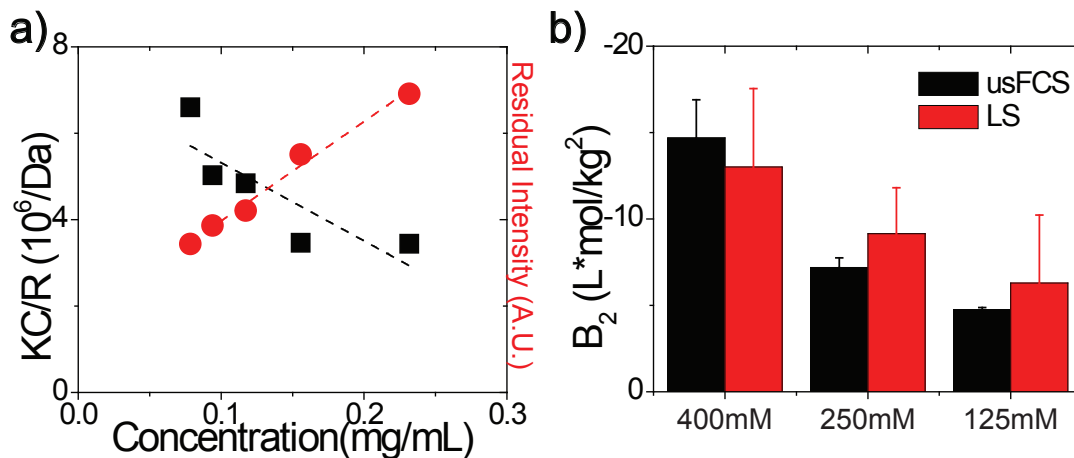 a)
8
4
0
0.0
0.1
0.2
0.3
KC/R (10⁶/Da)
Concentration(mg/mL)
Residual Intensity (A.U.)
b)
-20
-10
0
B₂ (L*mol/kg²)
usFCS
LS
400mM
250mM
125mM